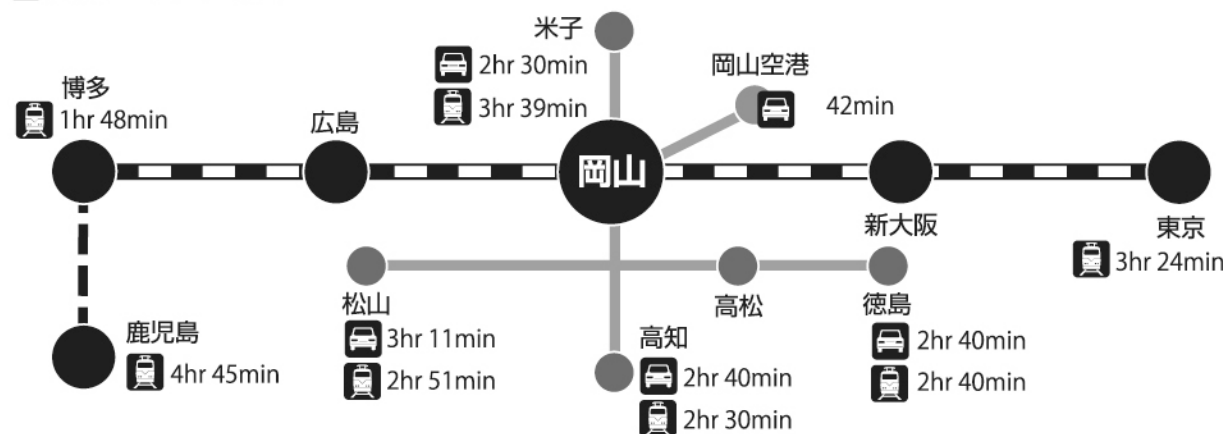 米子
2hr 30min
3hr 39min
岡山空港
42min
博多
1hr 48min
広島
岡山
新大阪
東京
3hr 24min
松山
3hr 11min
2hr 51min
高松
徳島
2hr 40min
2hr 40min
鹿児島
4hr 45min
高知
2hr 40min
2hr 30min